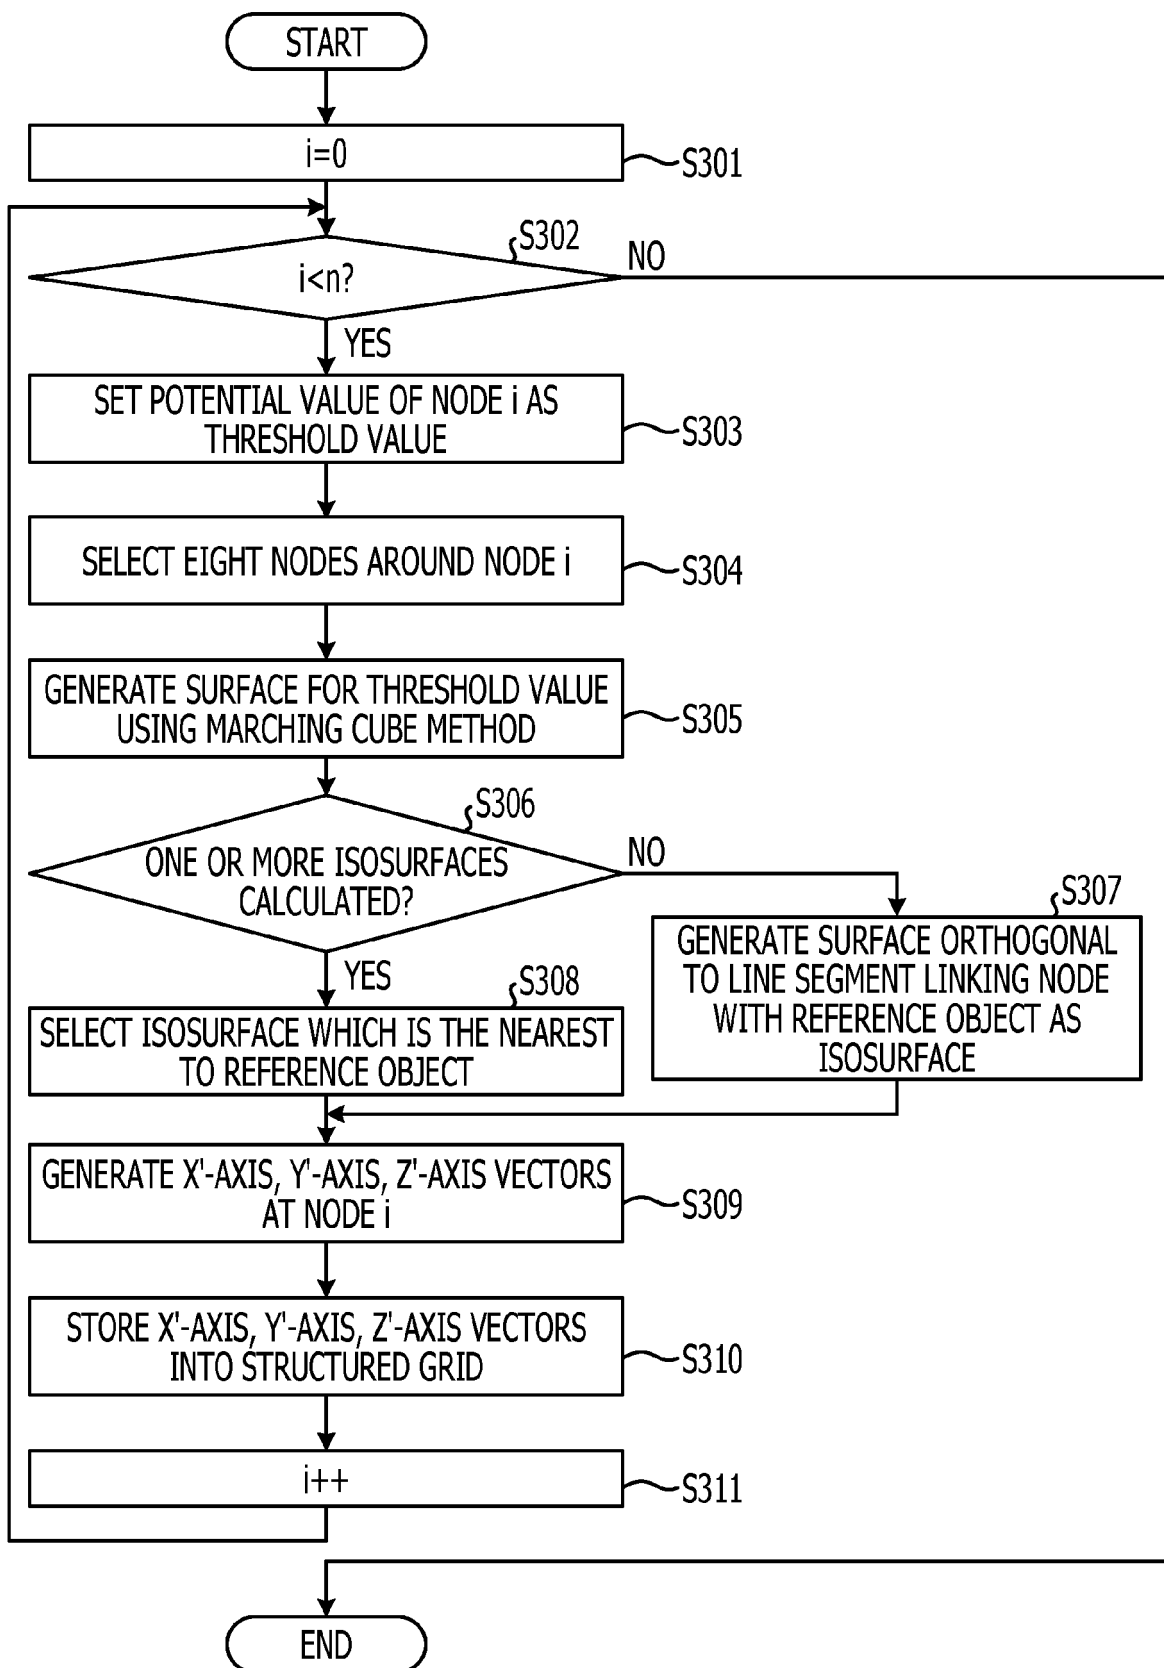 START
i=0
S301
S302
i<n?
NO
YES
SET POTENTIAL VALUE OF NODE i AS
THRESHOLD VALUE
S303
SELECT EIGHT NODES AROUND NODE i
S304
GENERATE SURFACE FOR THRESHOLD VALUE
USING MARCHING CUBE METHOD
S305
S306
ONE OR MORE ISOSURFACES
CALCULATED?
NO
YES
S307
GENERATE SURFACE ORTHOGONAL
TO LINE SEGMENT LINKING NODE
WITH REFERENCE OBJECT AS
ISOSURFACE
S308
SELECT ISOSURFACE WHICH IS THE NEAREST
TO REFERENCE OBJECT
GENERATE X'-AXIS, Y'-AXIS, Z'-AXIS VECTORS
AT NODE i
S309
STORE X'-AXIS, Y'-AXIS, Z'-AXIS VECTORS
INTO STRUCTURED GRID
S310
i++
S311
END